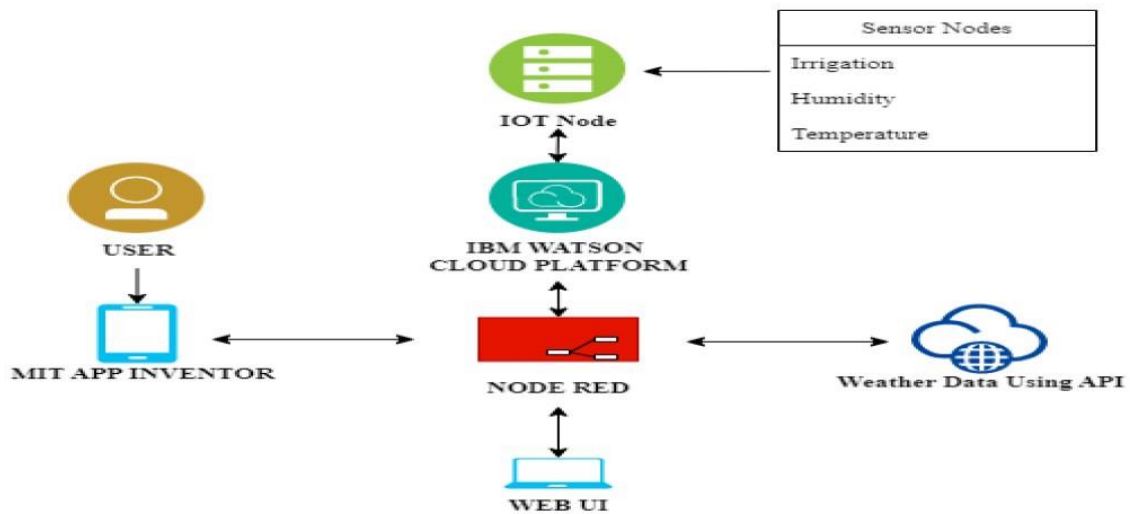 Sensor Nodes
Irrigation
Humidity
Temperature
IOT Node
USER
IBM WATSON
CLOUD PLATFORM
MIT APP INVENTOR
NODE RED
Weather Data Using API
WEB UI